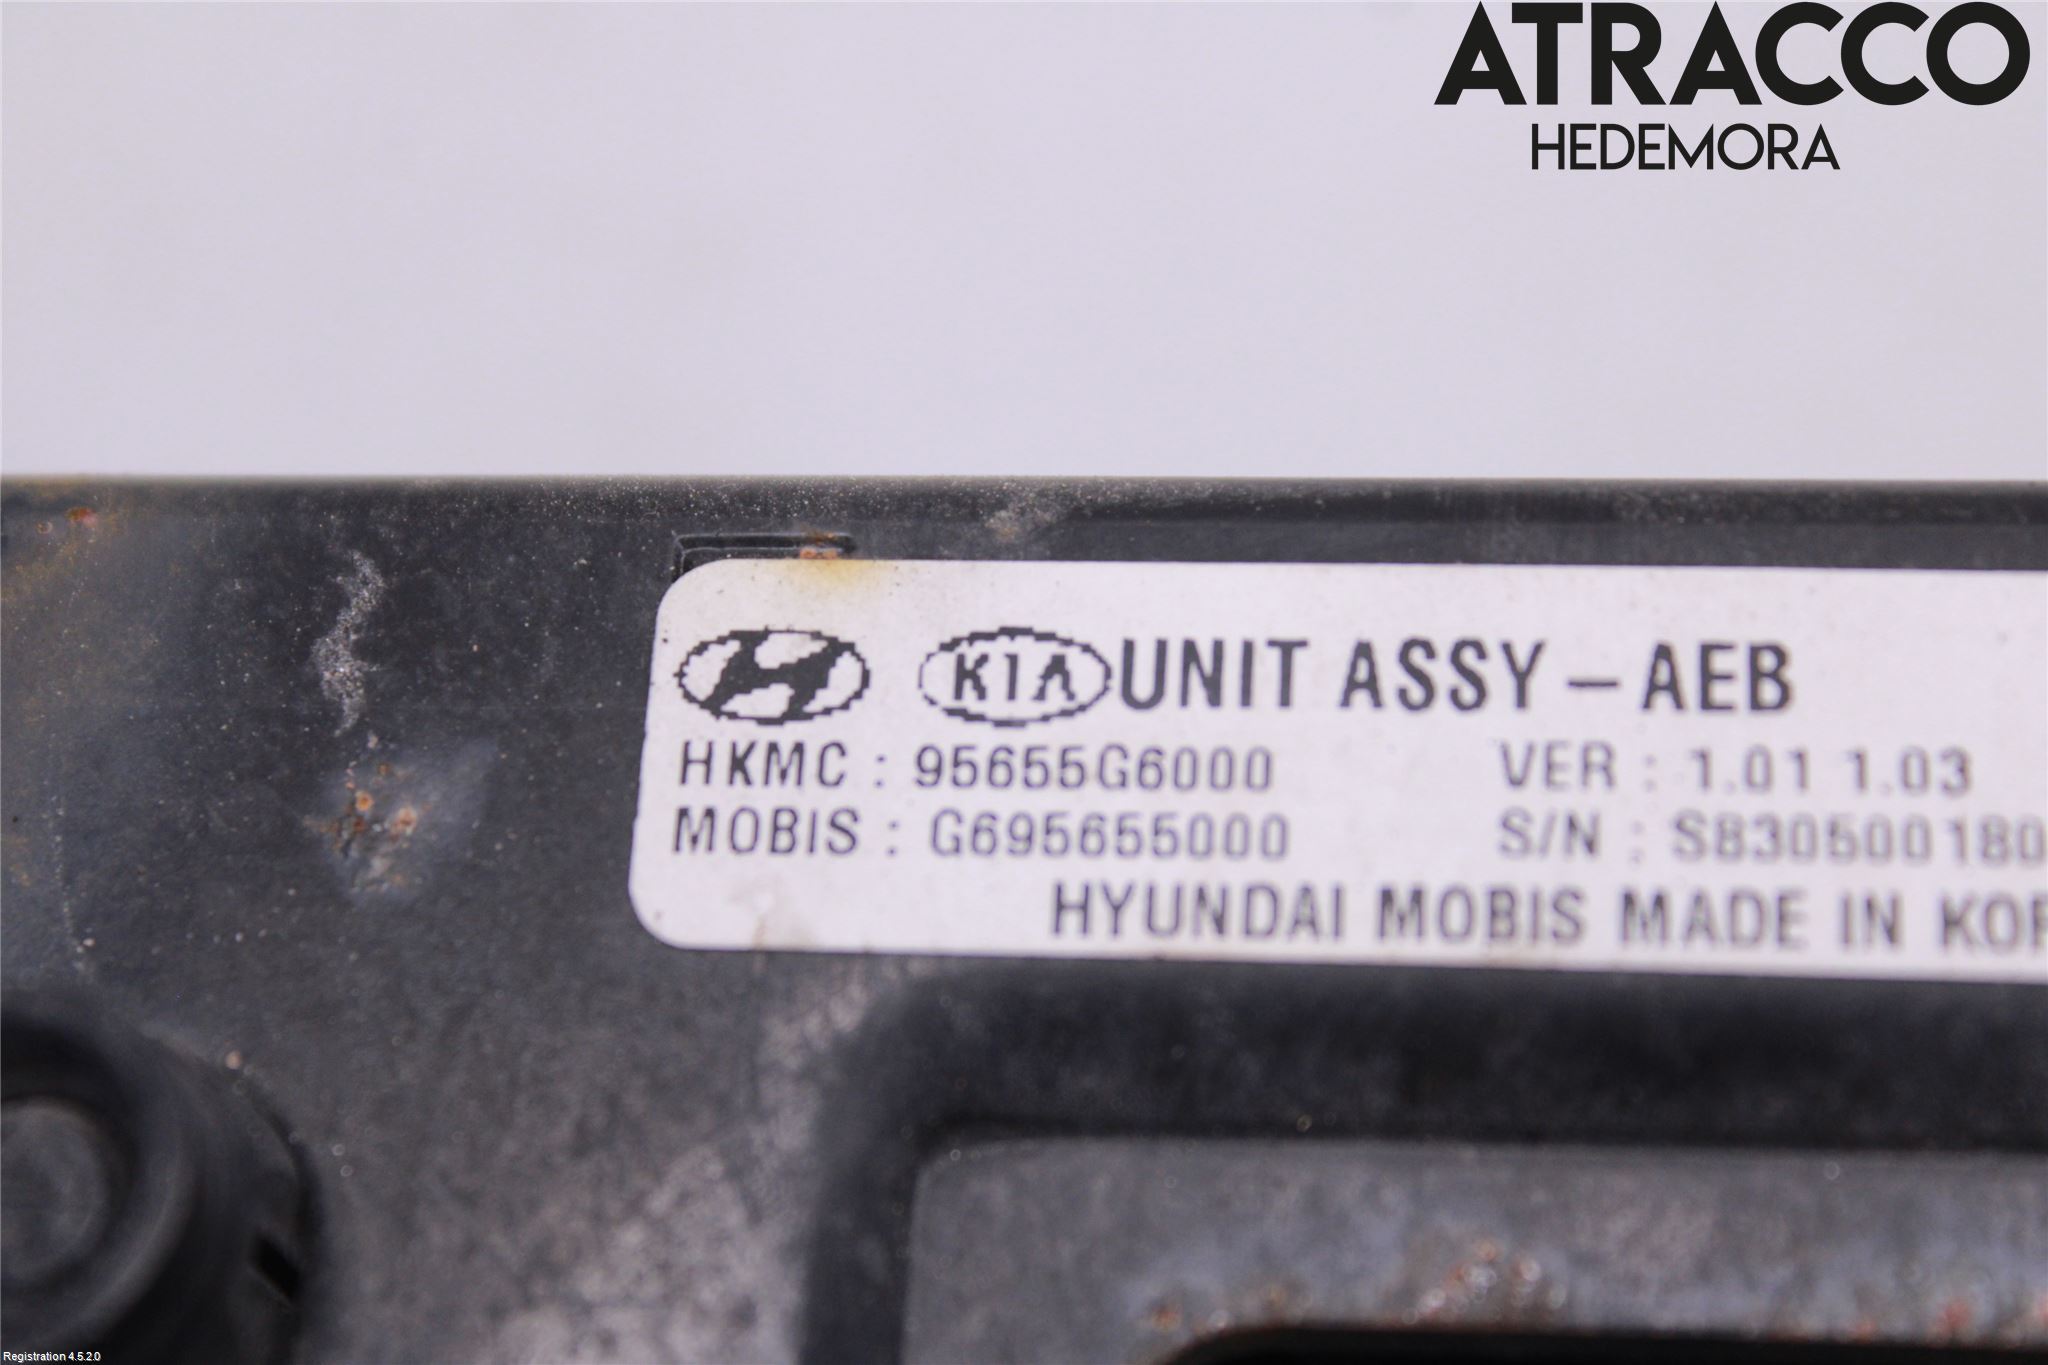 ATRACCO
HEDEMORA
KIA UNIT ASSY - AEB
HKMC : 95655G6000 VER : 1.01 1.03
MOBIS : G695655000 S/N : S830500180
HYUNDAI MOBIS MADE IN KOR
Registration 4.5.2.0